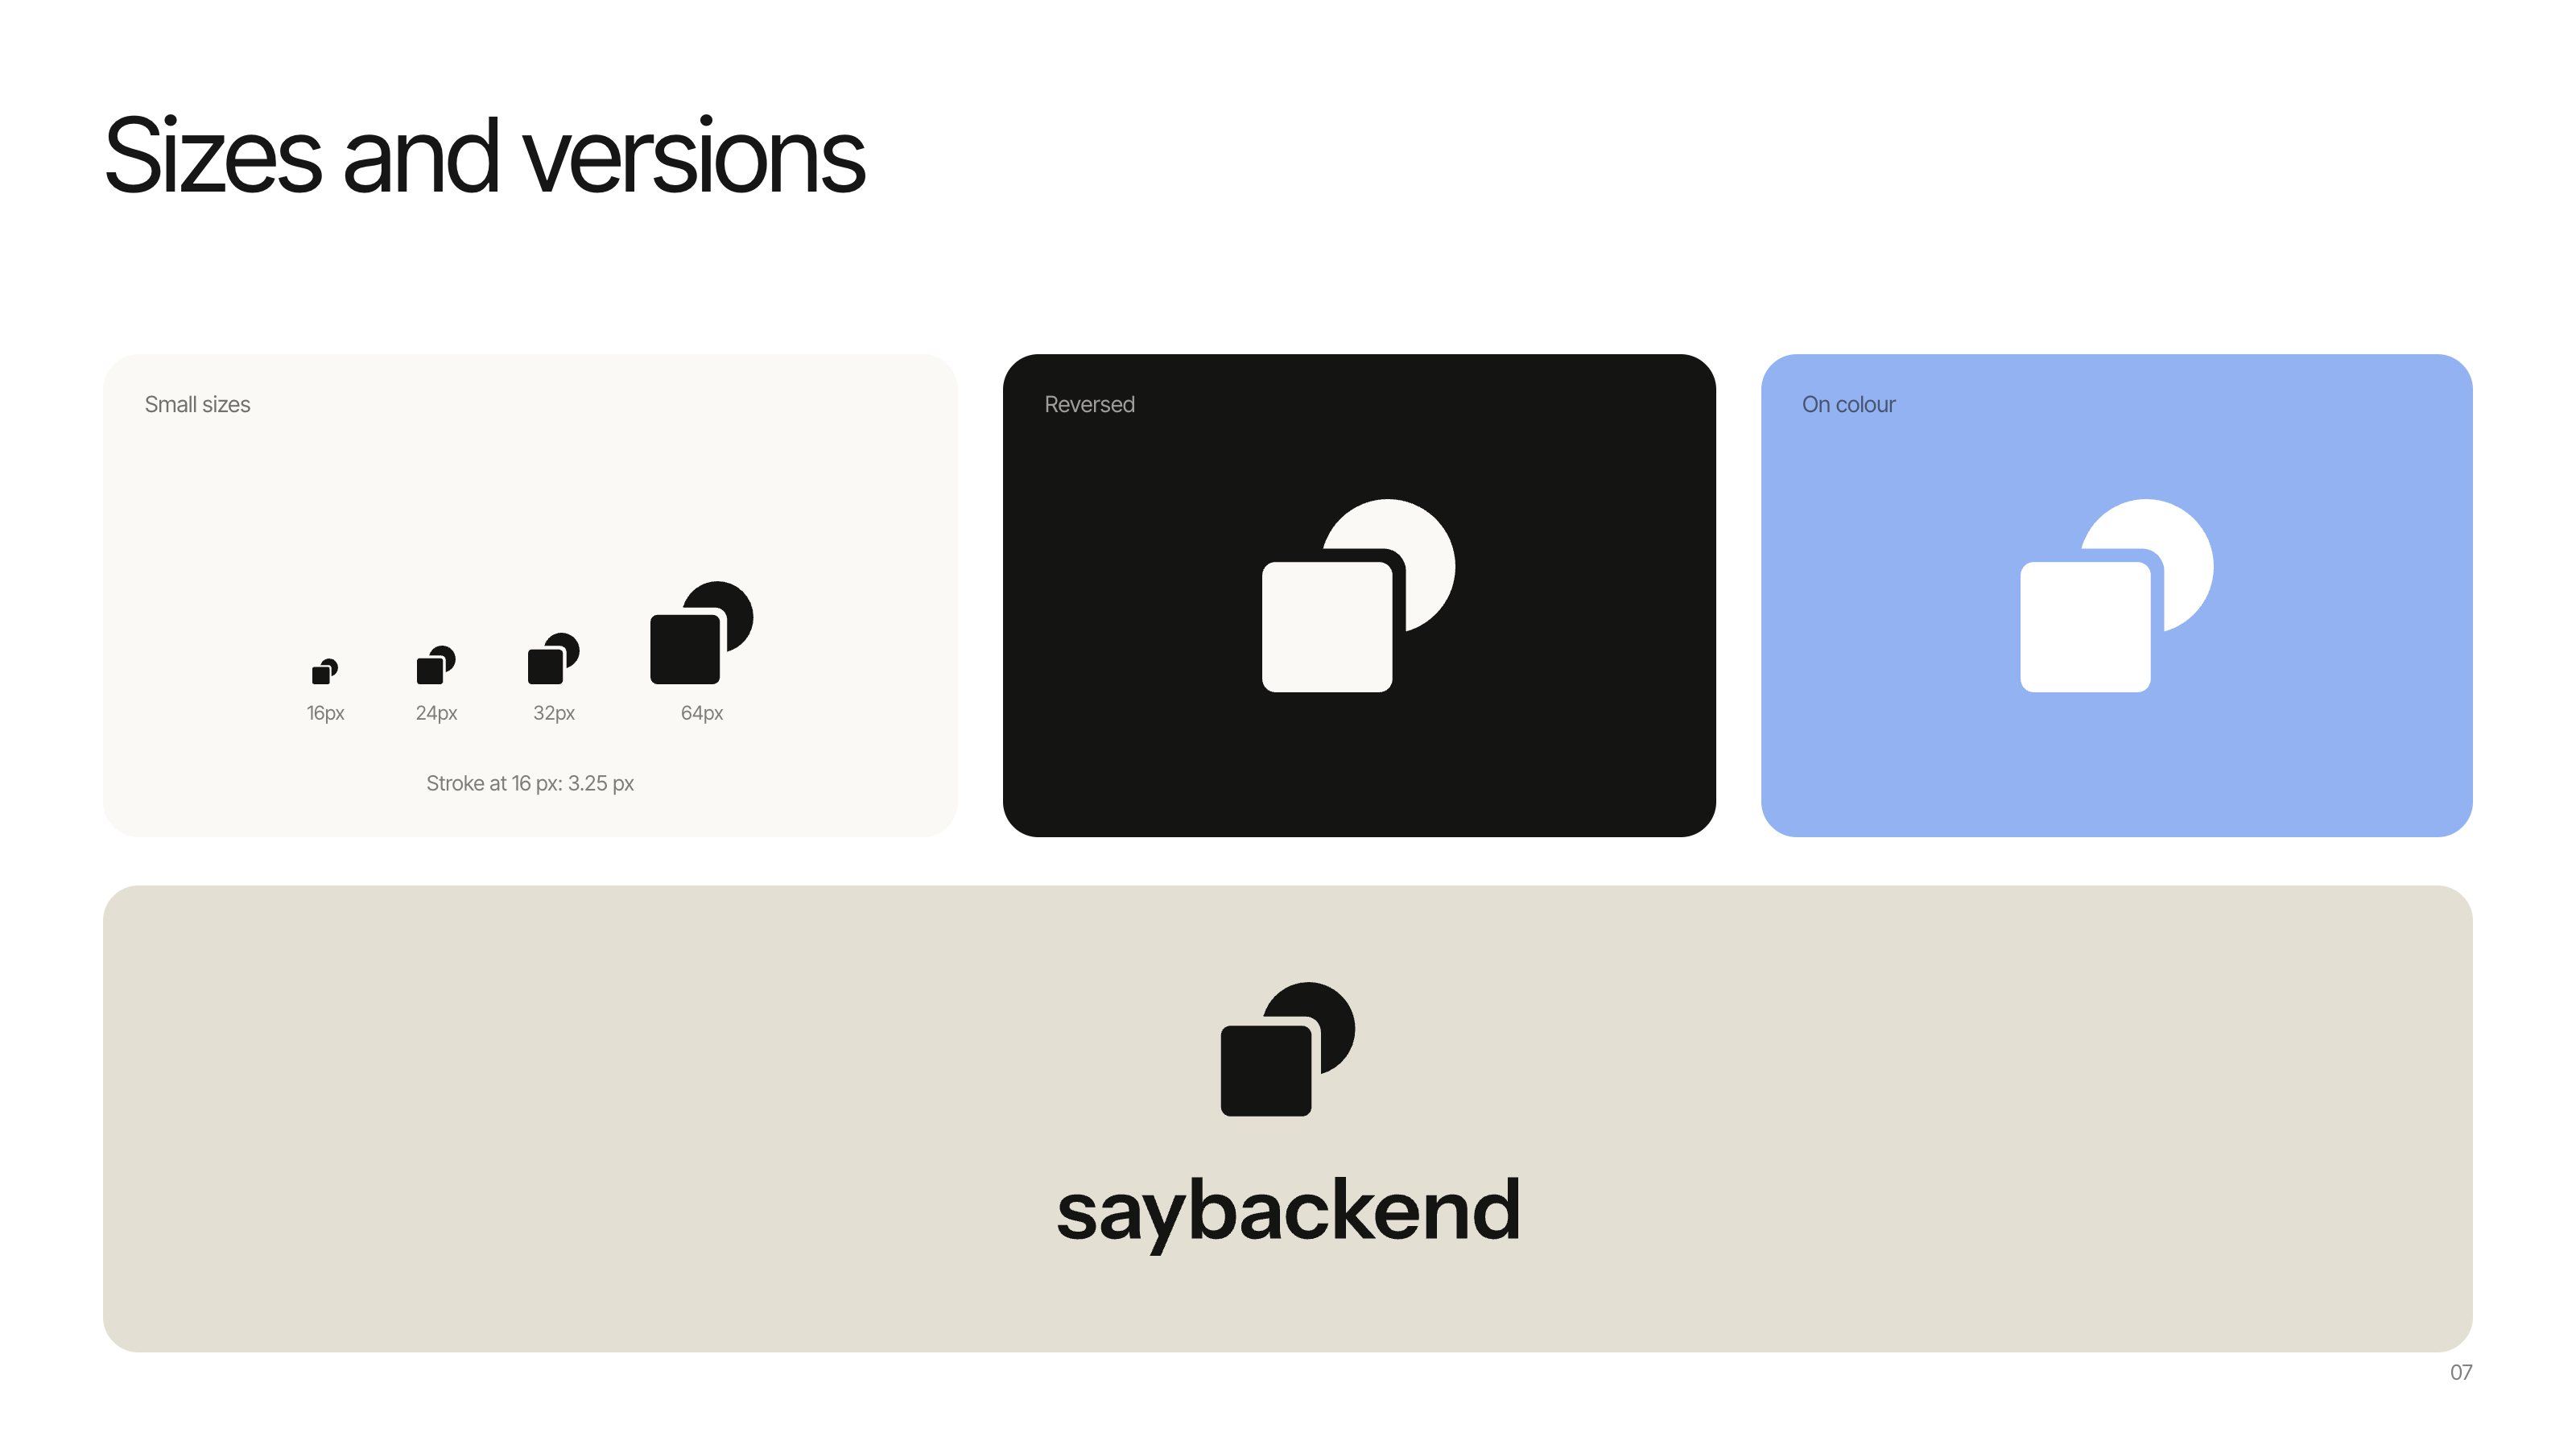 Sizes and versions
Small sizes
Reversed
On colour
16px
24px
32px
64px
Stroke at 16 px: 3.25 px
saybackend
07